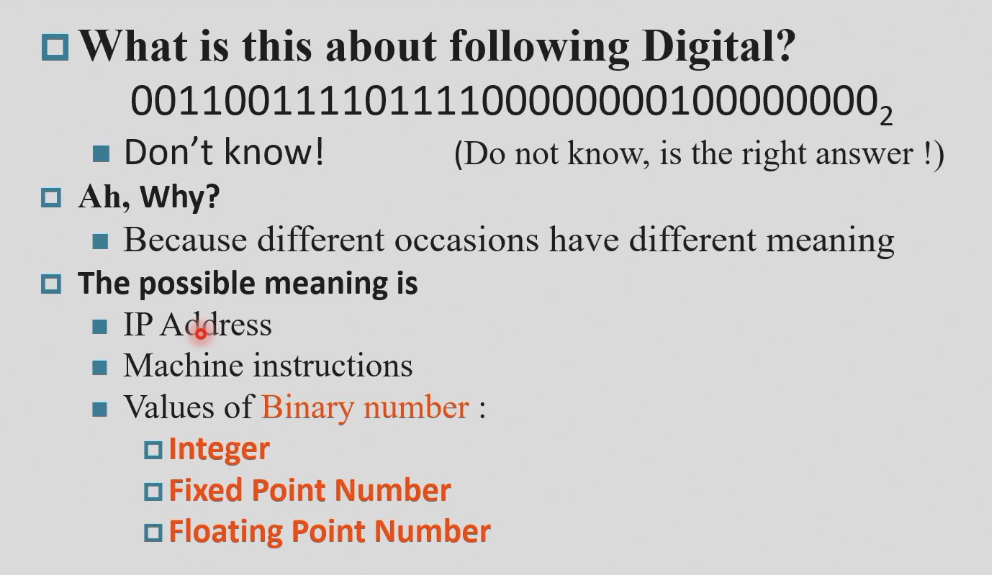 What is this about following Digital?
00110011110111100000000100000000₂
Don't know! (Do not know, is the right answer !)
Ah, Why?
Because different occasions have different meaning
The possible meaning is
IP Address
Machine instructions
Values of Binary number :
Integer
Fixed Point Number
Floating Point Number